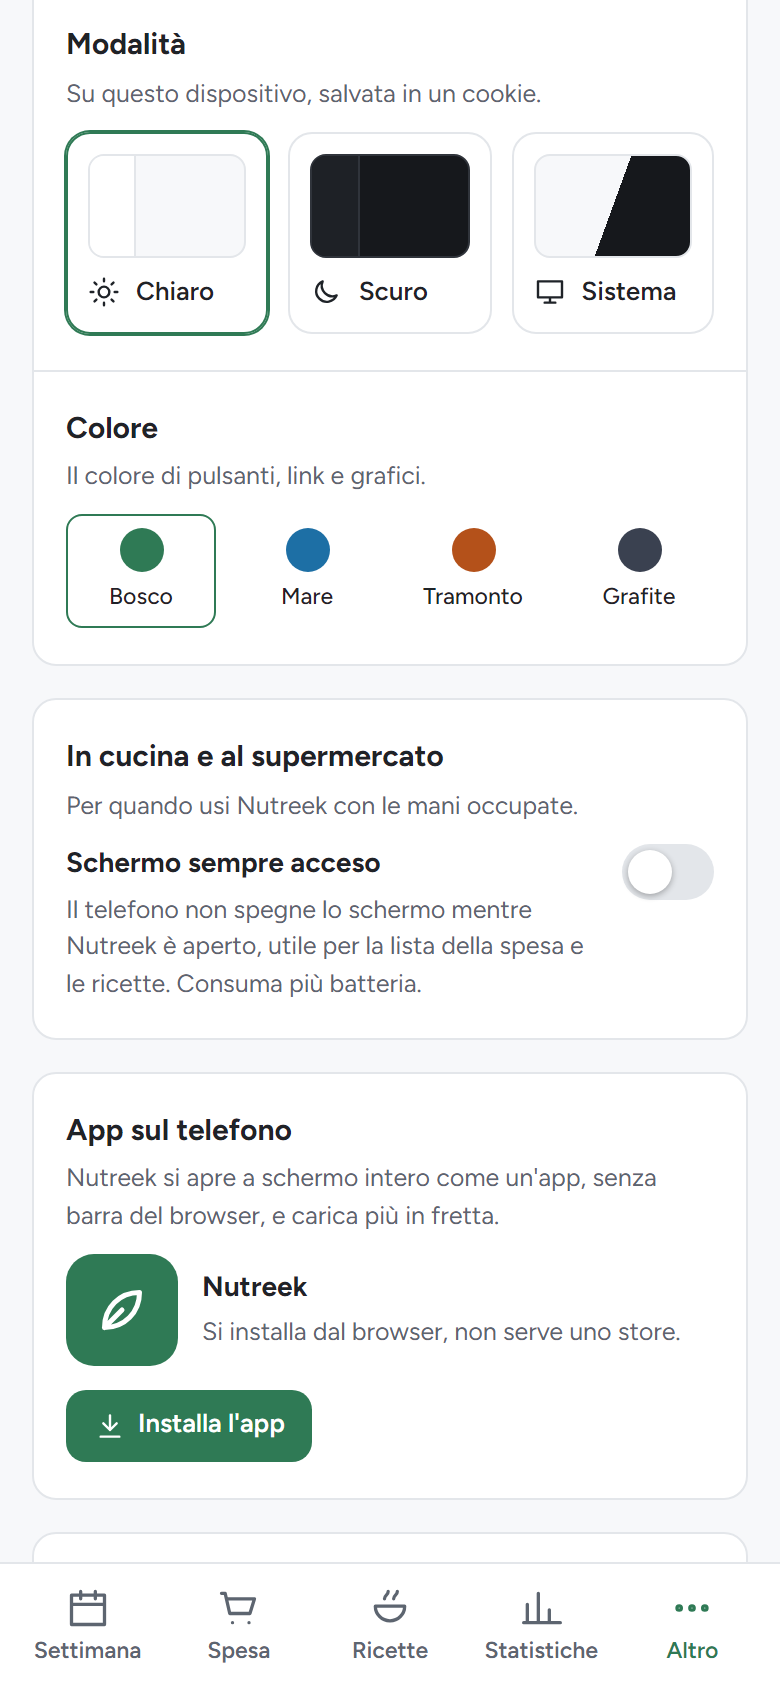 Modalità
Su questo dispositivo, salvata in un cookie.
Chiaro
Scuro
Sistema
Colore
Il colore di pulsanti, link e grafici.
Bosco
Mare
Tramonto
Grafite
In cucina e al supermercato
Per quando usi Nutreek con le mani occupate.
Schermo sempre acceso
Il telefono non spegne lo schermo mentre
Nutreek è aperto, utile per la lista della spesa e
le ricette. Consuma più batteria.
App sul telefono
Nutreek si apre a schermo intero come un'app, senza
barra del browser, e carica più in fretta.
Nutreek
Si installa dal browser, non serve uno store.
Installa l'app
Settimana
Spesa
Ricette
Statistiche
Altro